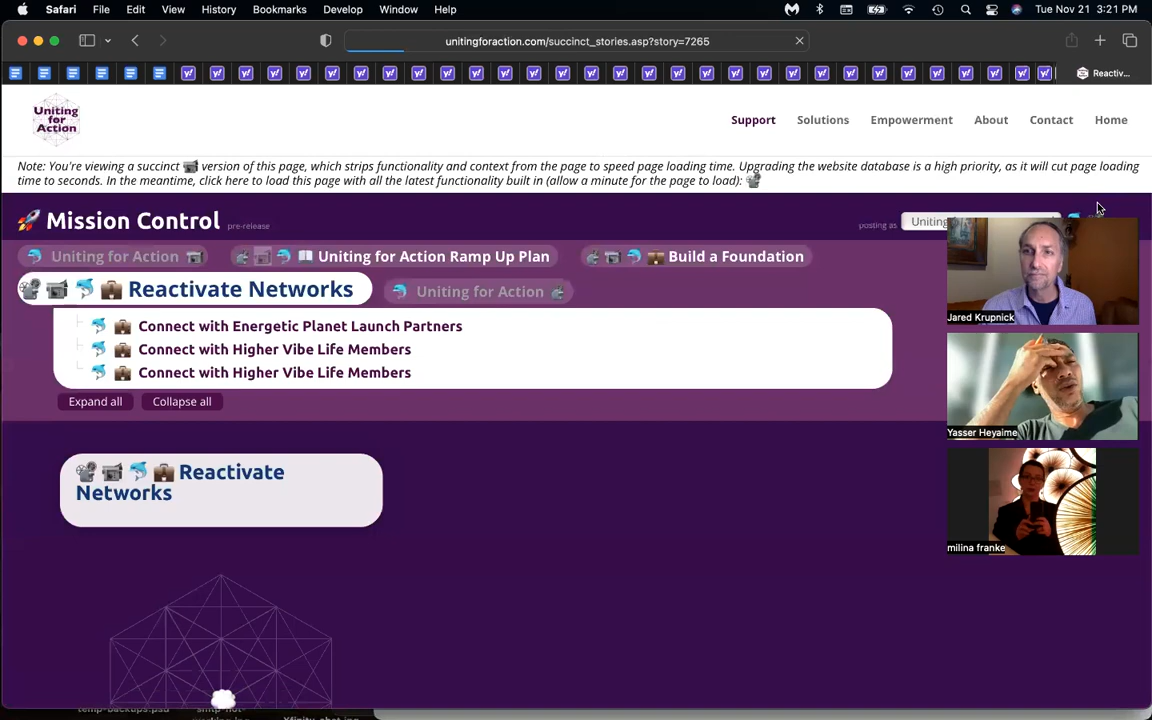 Safari File Edit View History Bookmarks Develop Window Help Tue Nov 21 3:21 PM
unitingforaction.com/succinct_stories.asp?story=7265
Reactiv...
Uniting for Action
Support Solutions Empowerment About Contact Home
Note: You're viewing a succinct version of this page, which strips functionality and context from the page to speed page loading time. Upgrading the website database is a high priority, as it will cut page loading
time to seconds. In the meantime, click here to load this page with all the latest functionality built in (allow a minute for the page to load):
Mission Control pre-release
posting as Uniting
Uniting for Action Uniting for Action Ramp Up Plan Build a Foundation
Reactivate Networks Uniting for Action
Connect with Energetic Planet Launch Partners
Connect with Higher Vibe Life Members
Connect with Higher Vibe Life Members
Expand all Collapse all
Reactivate
Networks
Jared Krupnick
Yasser Heyaime
milina franke